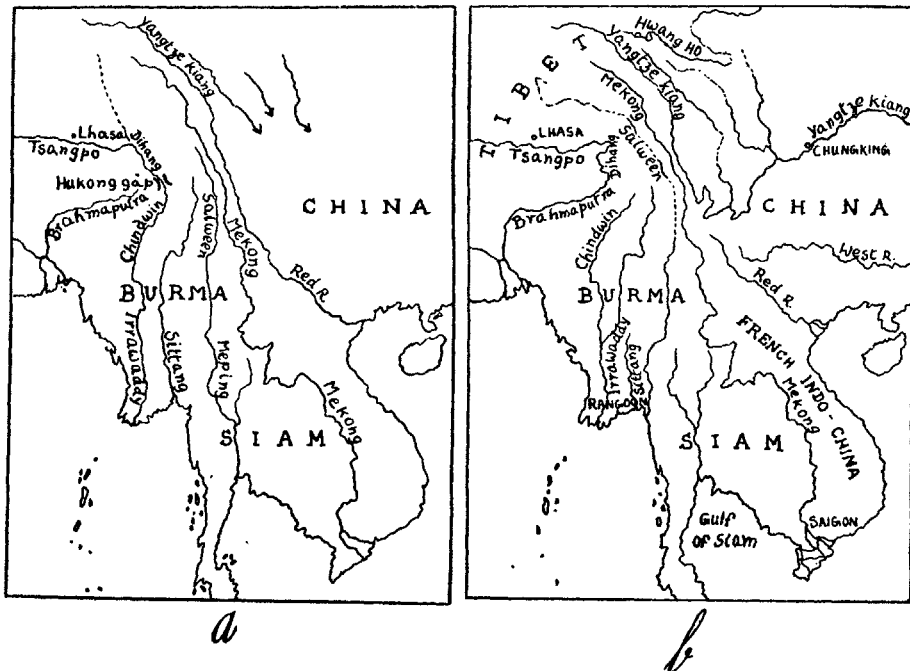 Yangtze kiang
Lhasa
Dihang
Tsangpo
Hukong gap
Brahmaputra
Chindwin
Salween
Mekong
CHINA
Red R.
BURMA
Irrawaddy
Sittang
Meping
Mekong
SIAM
a
TIBET
Hwang Ho
Yangtze kiang
Mekong
Yangtze kiang
LHASA
Dihang
Salween
CHUNGKING
Tsangpo
Brahmaputra
CHINA
Chindwin
West R.
Red R.
BURMA
FRENCH INDO-CHINA
Irrawaddy
Sittang
Mekong
RANGOON
SIAM
Gulf
of Siam
SAIGON
b